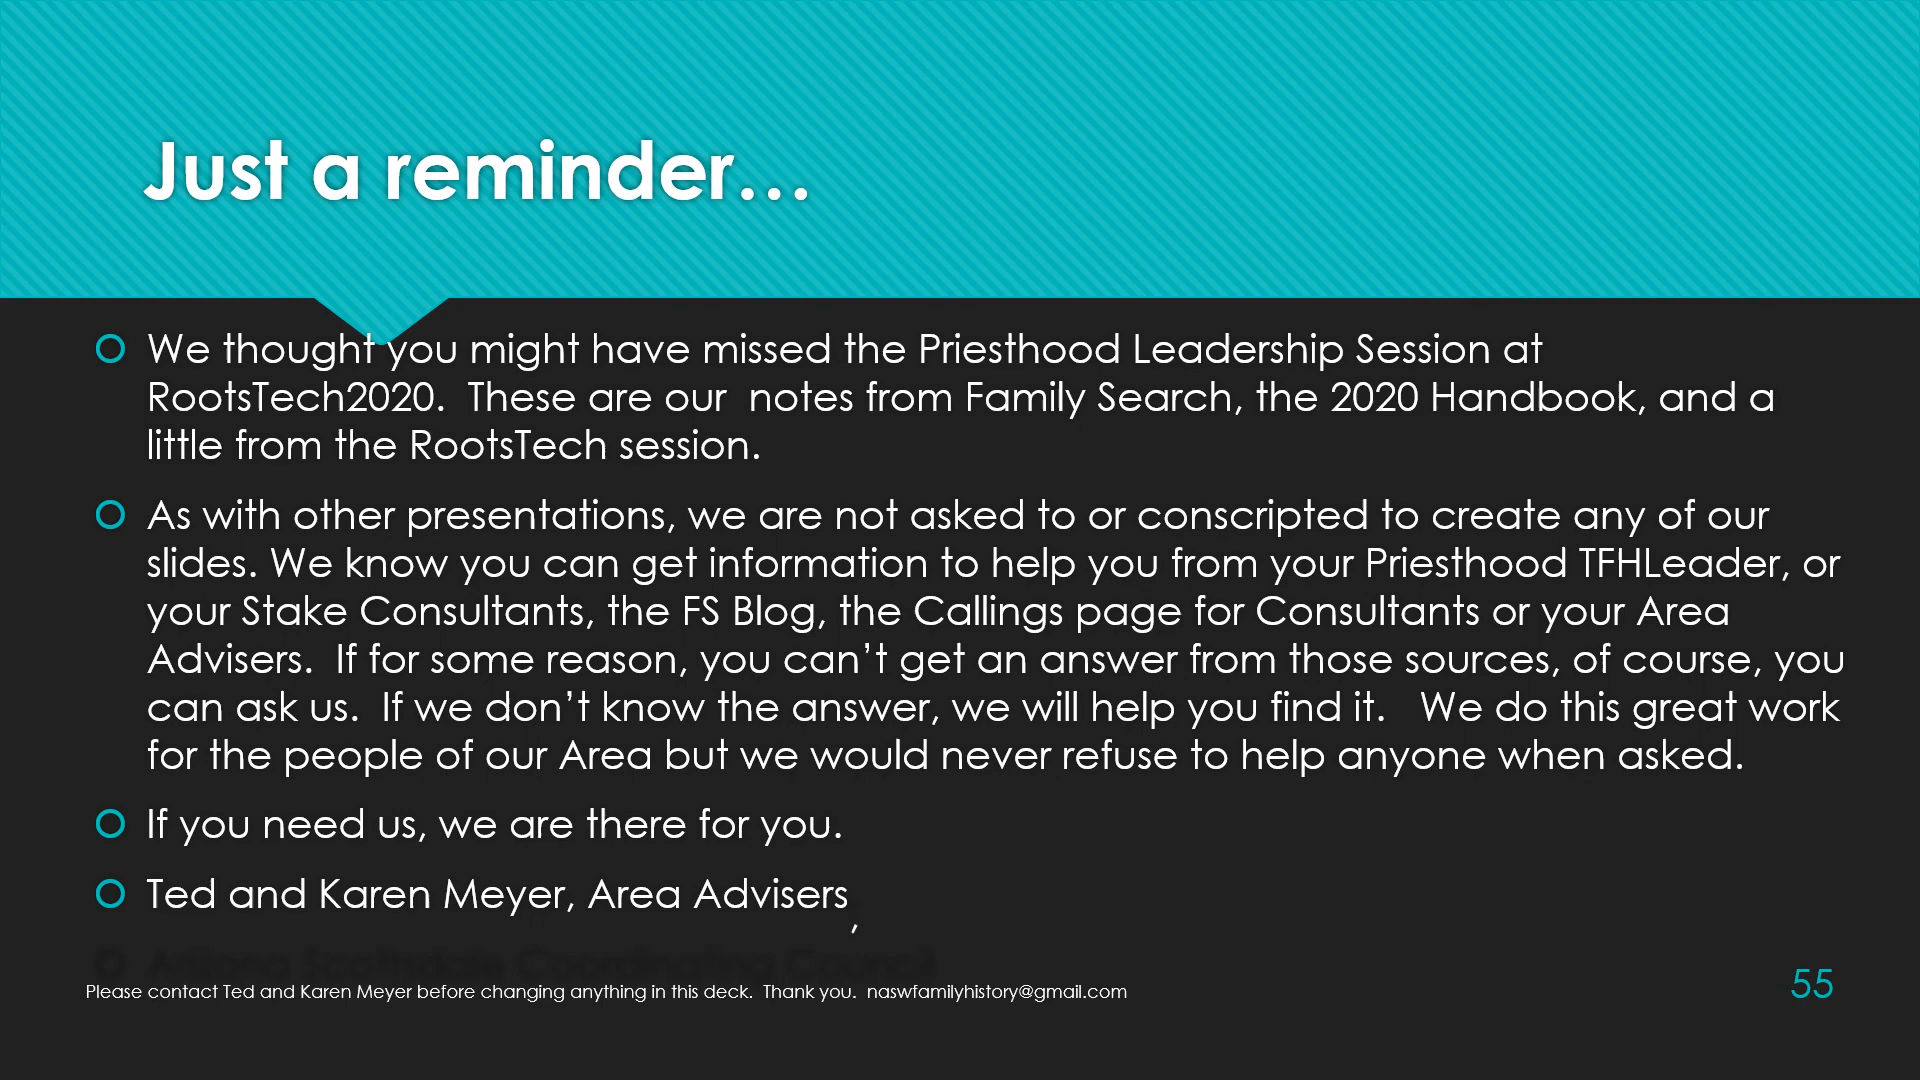 Just a reminder…
We thought you might have missed the Priesthood Leadership Session at
RootsTech2020.  These are our  notes from Family Search, the 2020 Handbook, and a
little from the RootsTech session.
As with other presentations, we are not asked to or conscripted to create any of our
slides. We know you can get information to help you from your Priesthood TFHLeader, or
your Stake Consultants, the FS Blog, the Callings page for Consultants or your Area
Advisers.  If for some reason, you can’t get an answer from those sources, of course, you
can ask us.  If we don’t know the answer, we will help you find it.   We do this great work
for the people of our Area but we would never refuse to help anyone when asked.
If you need us, we are there for you.
Ted and Karen Meyer, Area Advisers,
Arizona Scottsdale Coordinating Council
Please contact Ted and Karen Meyer before changing anything in this deck.  Thank you.  naswfamilyhistory@gmail.com
55